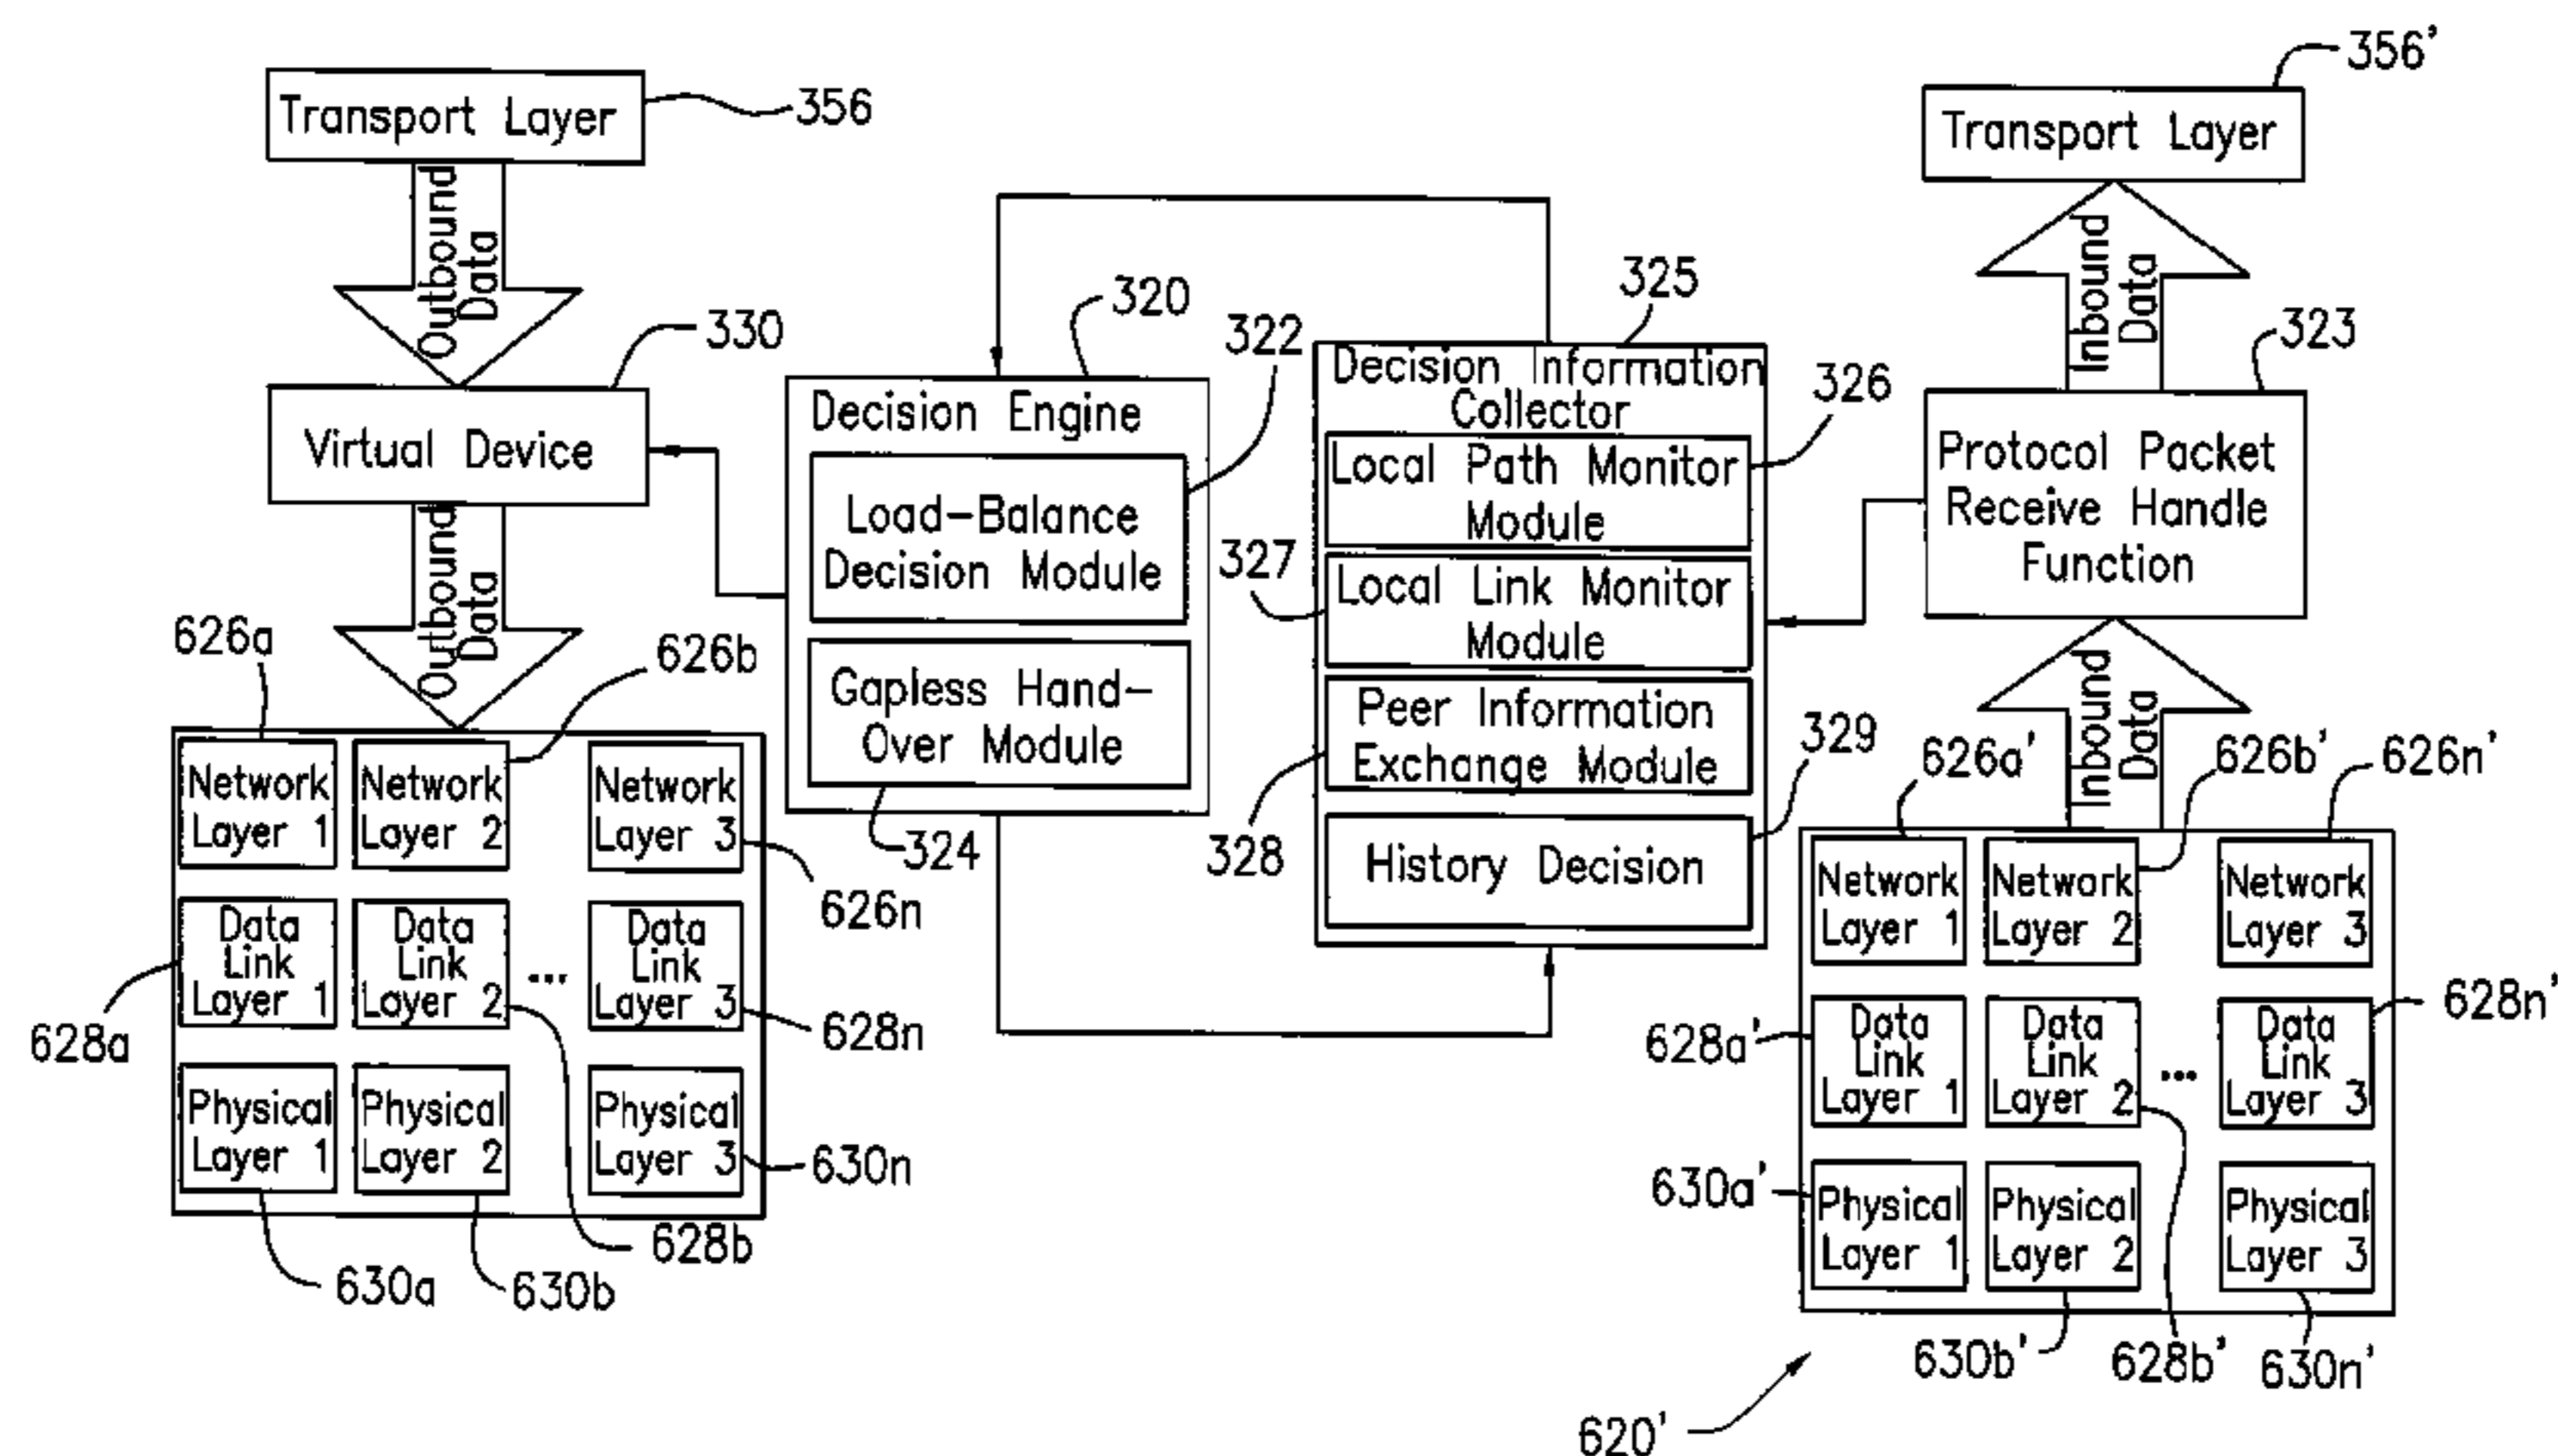 Transport Layer
356
Outbound
Data
Virtual Device
330
Outbound
Data
626a
626b
Network
Layer 1
Network
Layer 2
Network
Layer 3
626n
Data
Link
Layer 1
Data
Link
Layer 2
...
Data
Link
Layer 3
628a
628n
Physical
Layer 1
Physical
Layer 2
Physical
Layer 3
630n
628b
630a
630b
320
322
Decision Engine
Load-Balance
Decision Module
Gapless Hand-
Over Module
324
325
Decision Information
Collector
326
Local Path Monitor
Module
327
Local Link Monitor
Module
Peer Information
Exchange Module
328
329
History Decision
356'
Transport Layer
Inbound
Data
323
Protocol Packet
Receive Handle
Function
Inbound
Data
626a'
626b'
626n'
Network
Layer 1
Network
Layer 2
Network
Layer 3
628a'
Data
Link
Layer 1
Data
Link
Layer 2
...
Data
Link
Layer 3
628n'
630a'
Physical
Layer 1
Physical
Layer 2
Physical
Layer 3
630b'
628b'
630n'
620'